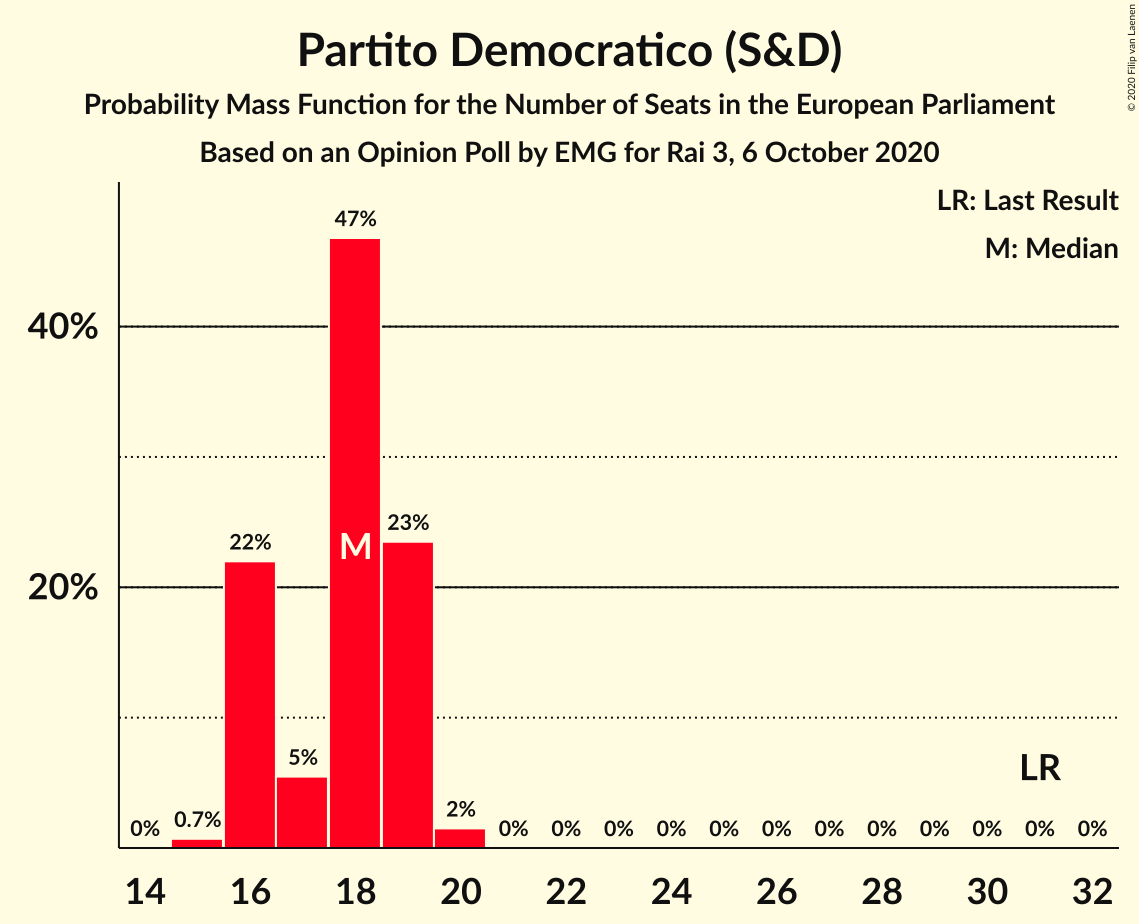 Partito Democratico (S&D)
Probability Mass Function for the Number of Seats in the European Parliament
Based on an Opinion Poll by EMG for Rai 3, 6 October 2020
© 2020 Filip van Laenen
LR: Last Result
M: Median
40%
20%
47%
22%
23%
M
5%
0%
0.7%
2%
0% 0% 0% 0% 0% 0% 0% 0% 0% 0% 0% 0%
LR
14 16 18 20 22 24 26 28 30 32